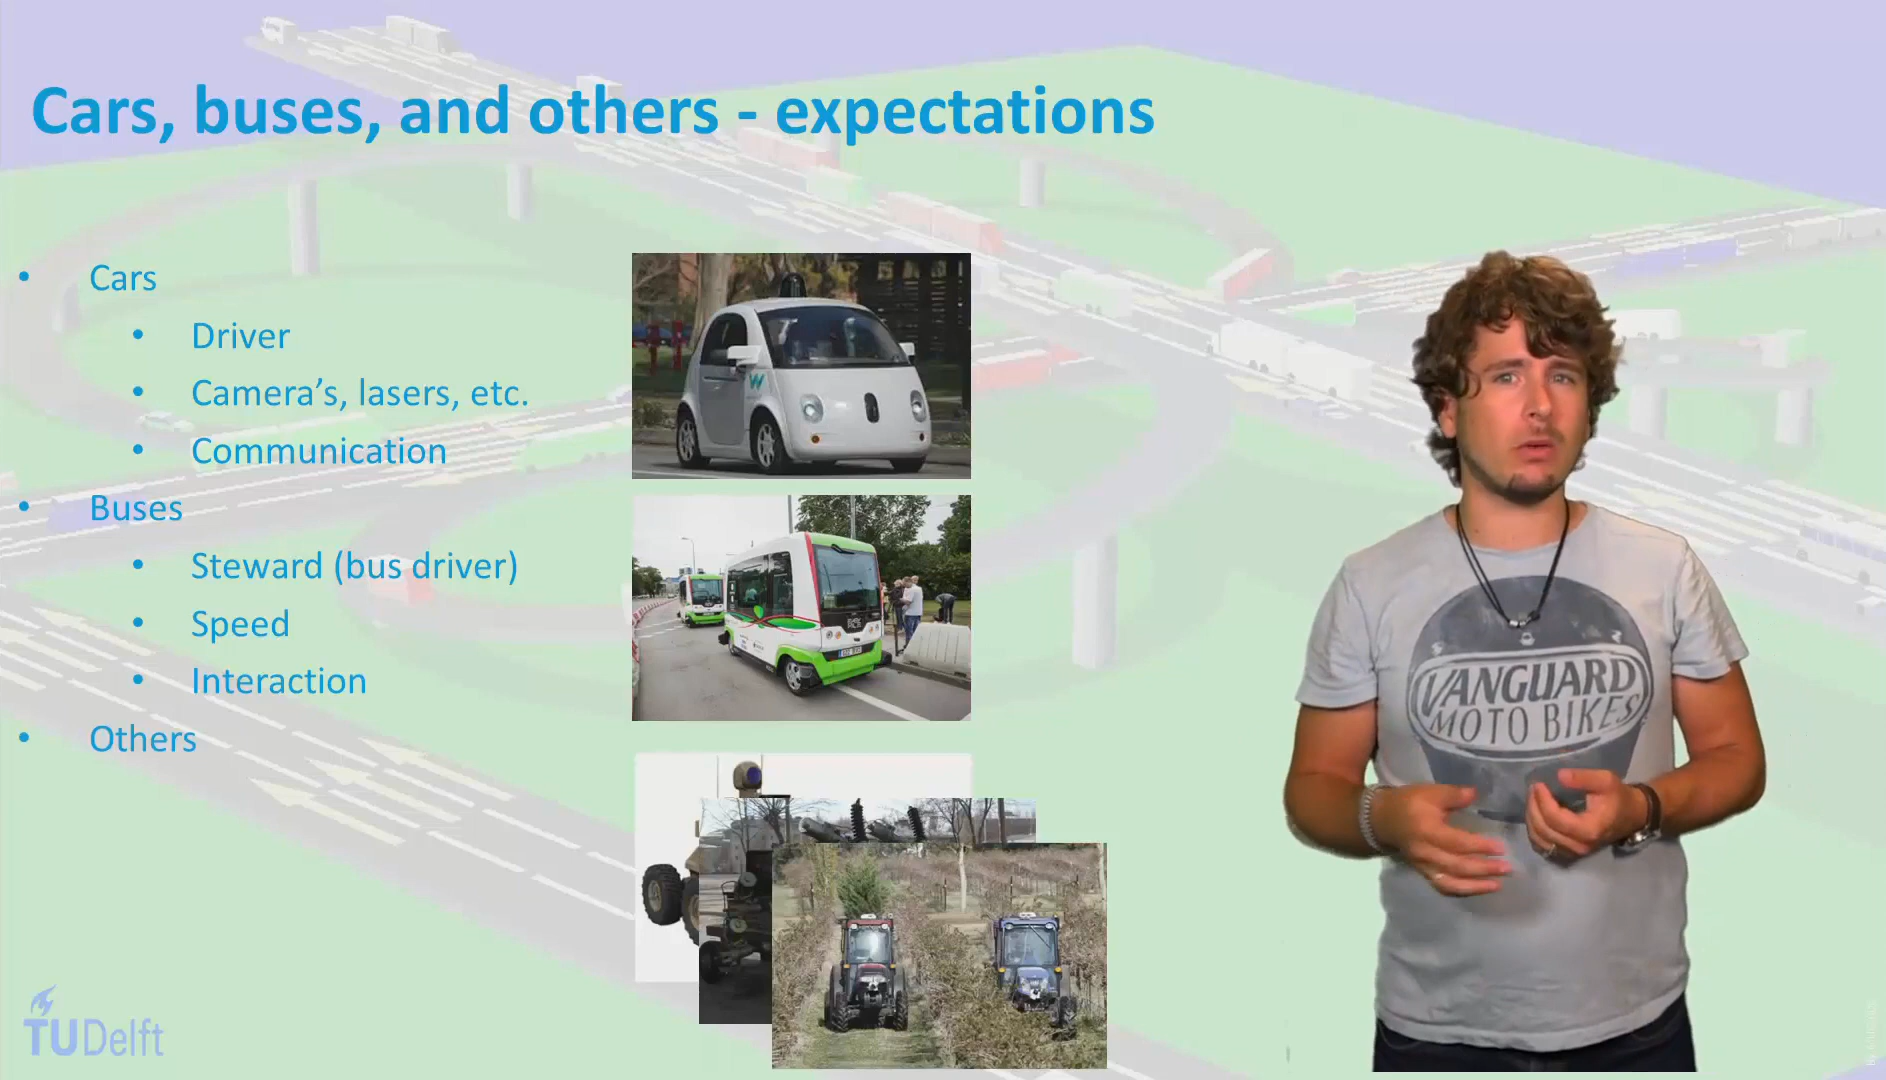 Cars, buses, and others - expectations
• Cars
• Driver
• Camera’s, lasers, etc.
• Communication
• Buses
• Steward (bus driver)
• Speed
• Interaction
• Others
VANGUARD
MOTO BIKES
TUDelft